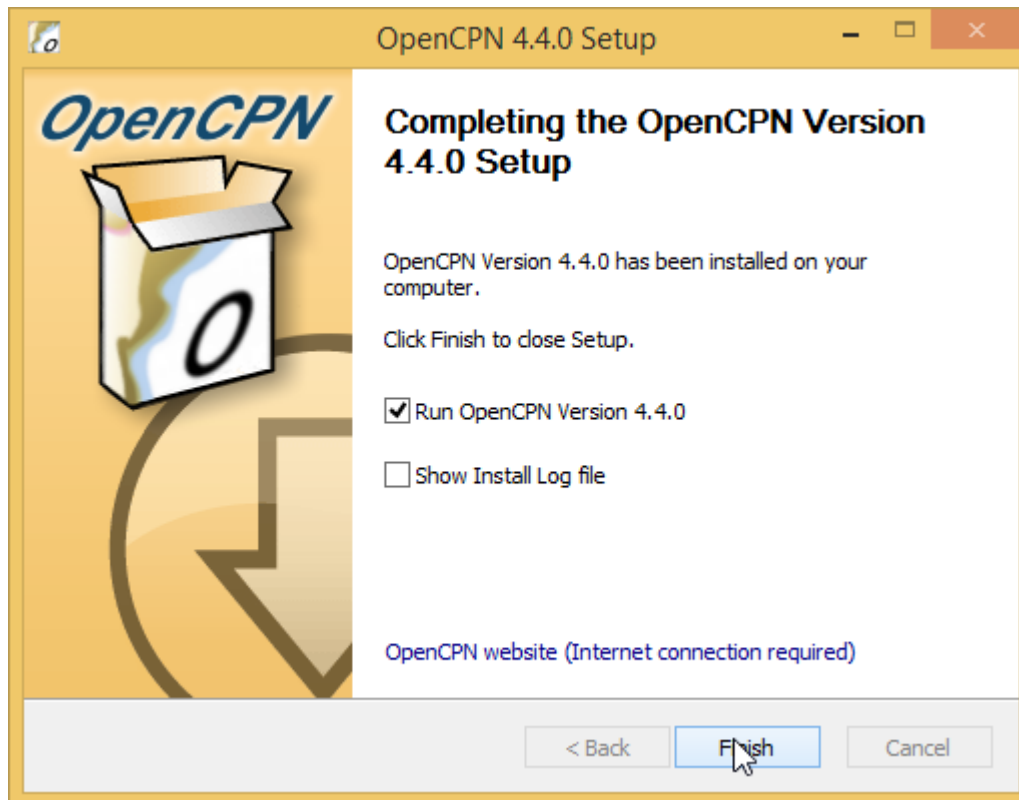 OpenCPN 4.4.0 Setup
OpenCPN
O
Completing the OpenCPN Version
4.4.0 Setup
OpenCPN Version 4.4.0 has been installed on your
computer.
Click Finish to close Setup.
Run OpenCPN Version 4.4.0
Show Install Log file
OpenCPN website (Internet connection required)
< Back
Finish
Cancel